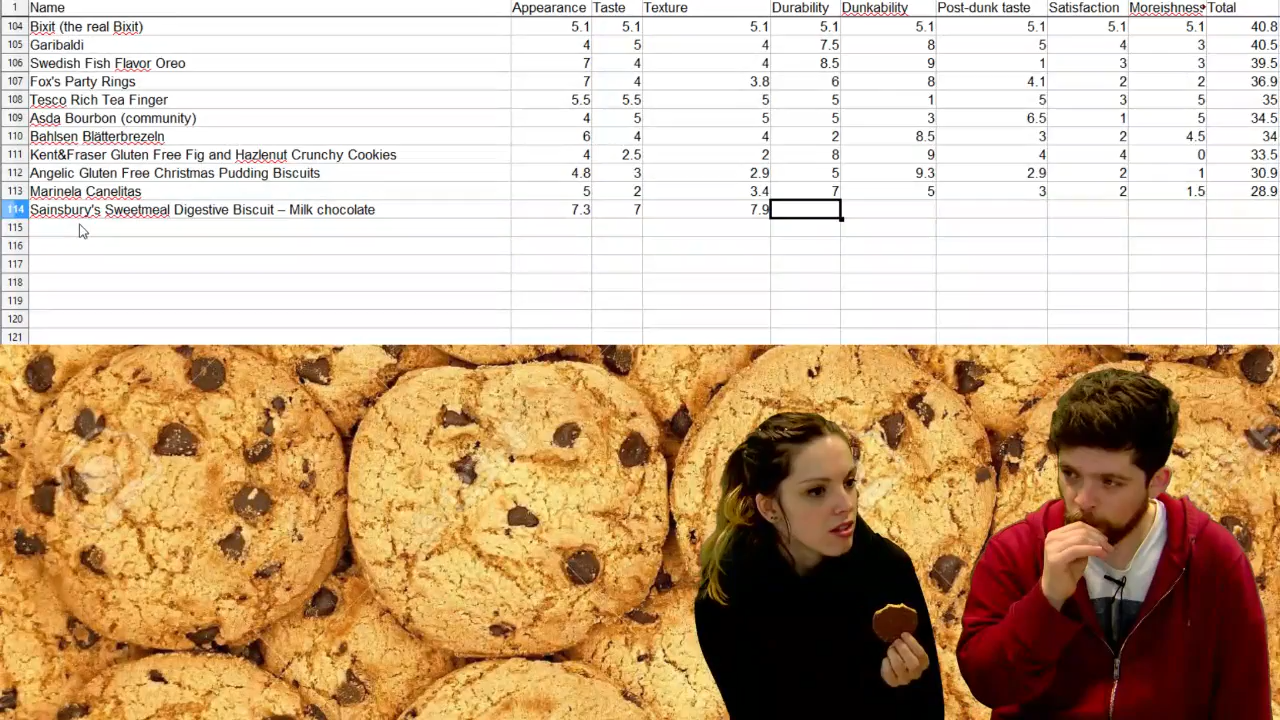 1 Name Appearance Taste Texture Durability Dunkability Post-dunk taste Satisfaction Moreishnes Total
104 Bixit (the real Bixit) 5.1 5.1 5.1 5.1 5.1 5.1 5.1 5.1 40.8
105 Garibaldi 4 5 4 7.5 8 5 4 3 40.5
106 Swedish Fish Flavor Oreo 7 4 4 8.5 9 1 3 3 39.5
107 Fox's Party Rings 7 4 3.8 6 8 4.1 2 2 36.9
108 Tesco Rich Tea Finger 5.5 5.5 5 5 1 5 3 5 35
109 Asda Bourbon (community) 4 5 5 5 3 6.5 1 5 34.5
110 Bahlsen Blätterbrezeln 6 4 4 2 8.5 3 2 4.5 34
111 Kent&Fraser Gluten Free Fig and Hazlenut Crunchy Cookies 4 2.5 2 8 9 4 4 0 33.5
112 Angelic Gluten Free Christmas Pudding Biscuits 4.8 3 2.9 5 9.3 2.9 2 1 30.9
113 Marinela Canelitas 5 2 3.4 7 5 3 2 1.5 28.9
114 Sainsbury's Sweetmeal Digestive Biscuit – Milk chocolate 7.3 7 7.9
115
116
117
118
119
120
121